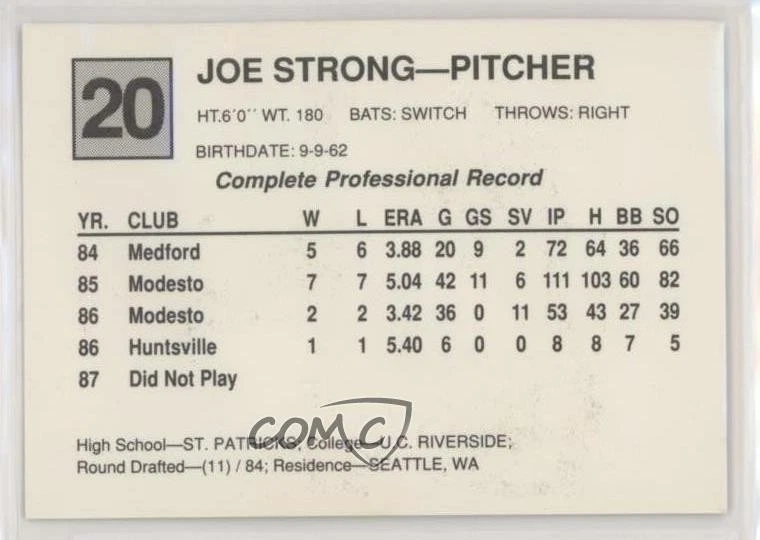 20
JOE STRONG—PITCHER
HT.6'0'' WT. 180 BATS: SWITCH THROWS: RIGHT
BIRTHDATE: 9-9-62
Complete Professional Record
YR. CLUB W L ERA G GS SV IP H BB SO
84 Medford 5 6 3.88 20 9 2 72 64 36 66
85 Modesto 7 7 5.04 42 11 6 111 103 60 82
86 Modesto 2 2 3.42 36 0 11 53 43 27 39
86 Huntsville 1 1 5.40 6 0 0 8 8 7 5
87 Did Not Play
COMC
High School—ST. PATRICKS; College—U.C. RIVERSIDE;
Round Drafted—(11) / 84; Residence—SEATTLE, WA